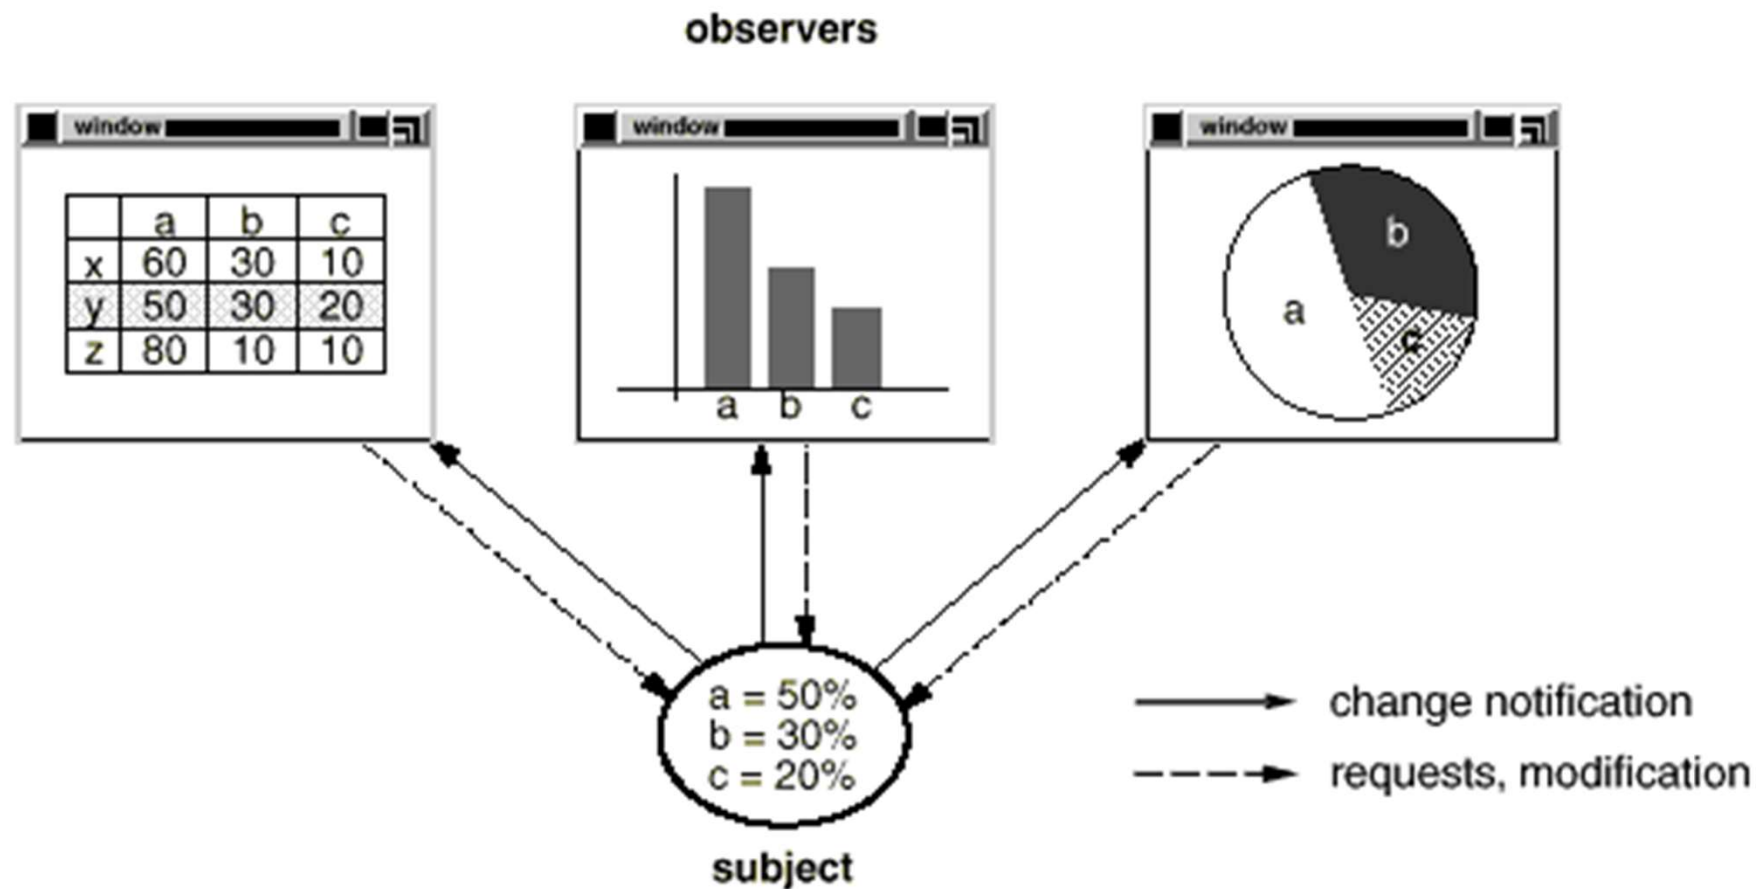 observers
window
window
window
a b c
x 60 30 10
y 50 30 20
z 80 10 10
a b c
b
a
c
a = 50%
b = 30%
c = 20%
change notification
requests, modification
subject